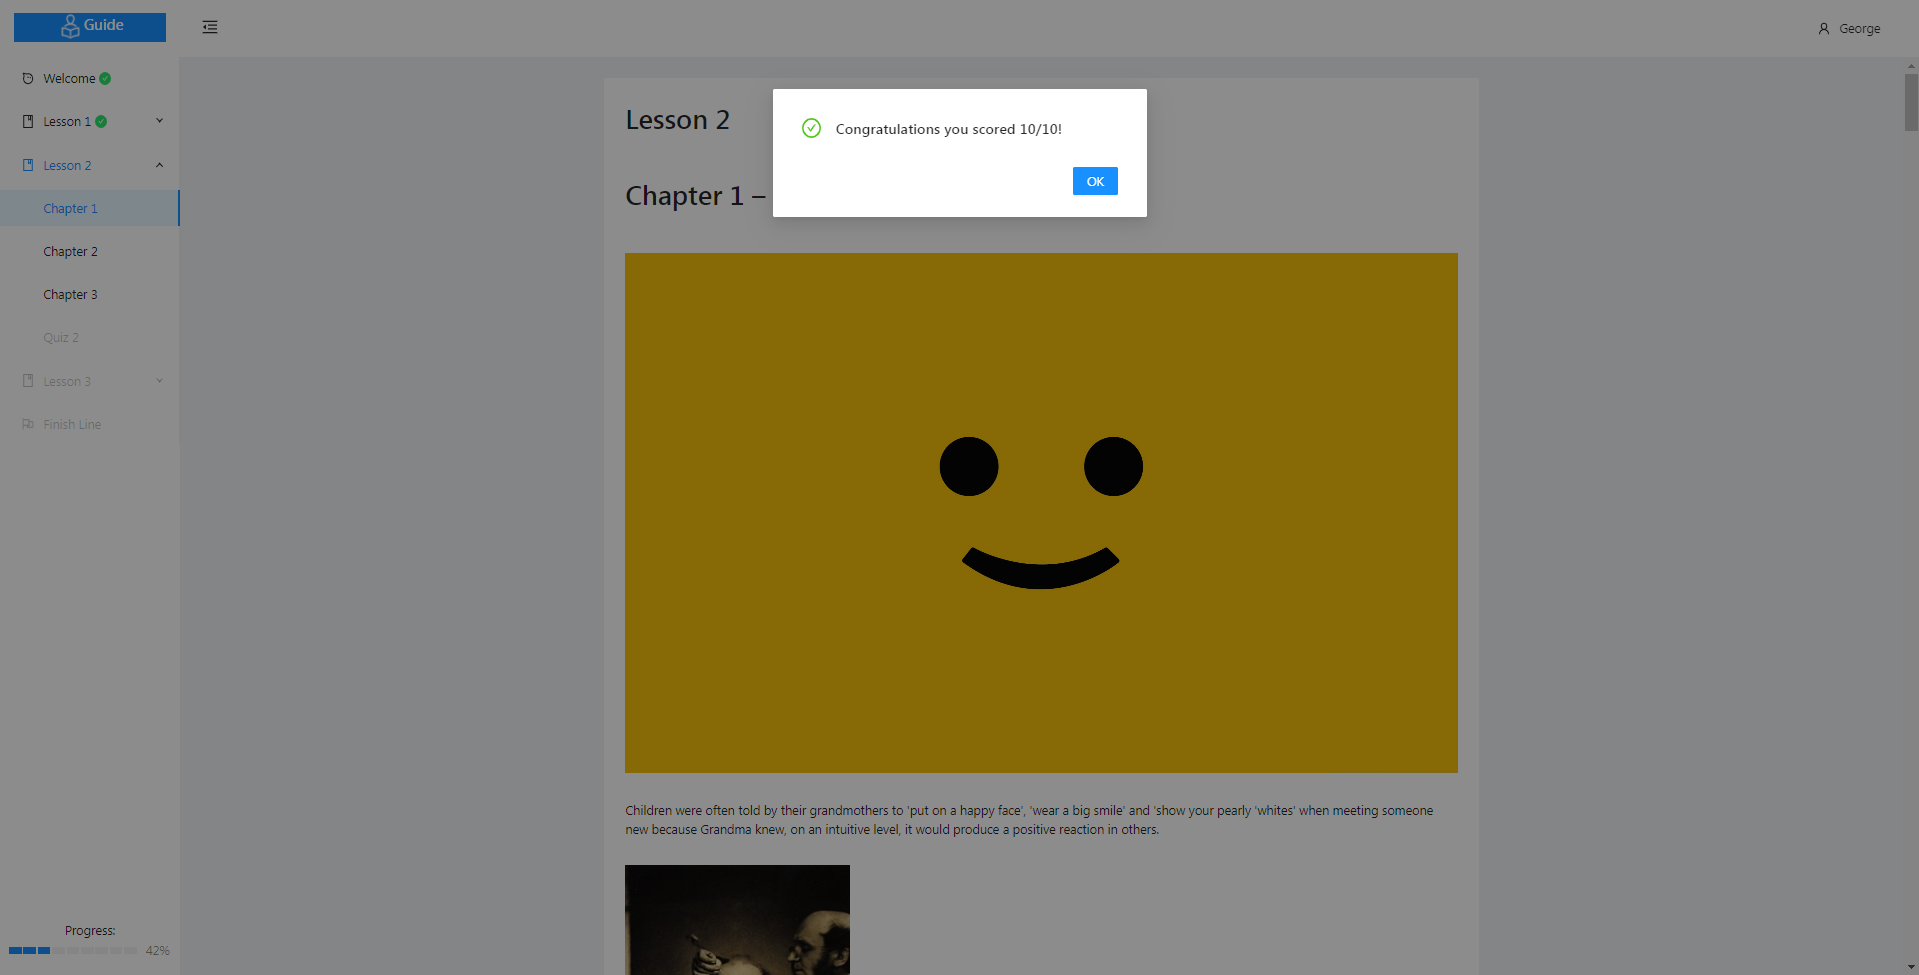 Guide
George
Welcome
Lesson 1
Lesson 2
Chapter 1
Chapter 2
Chapter 3
Quiz 2
Lesson 3
Finish Line
Progress:
42%
Lesson 2
Chapter 1 –
Congratulations you scored 10/10!
OK
Children were often told by their grandmothers to 'put on a happy face', 'wear a big smile' and 'show your pearly 'whites' when meeting someone
new because Grandma knew, on an intuitive level, it would produce a positive reaction in others.